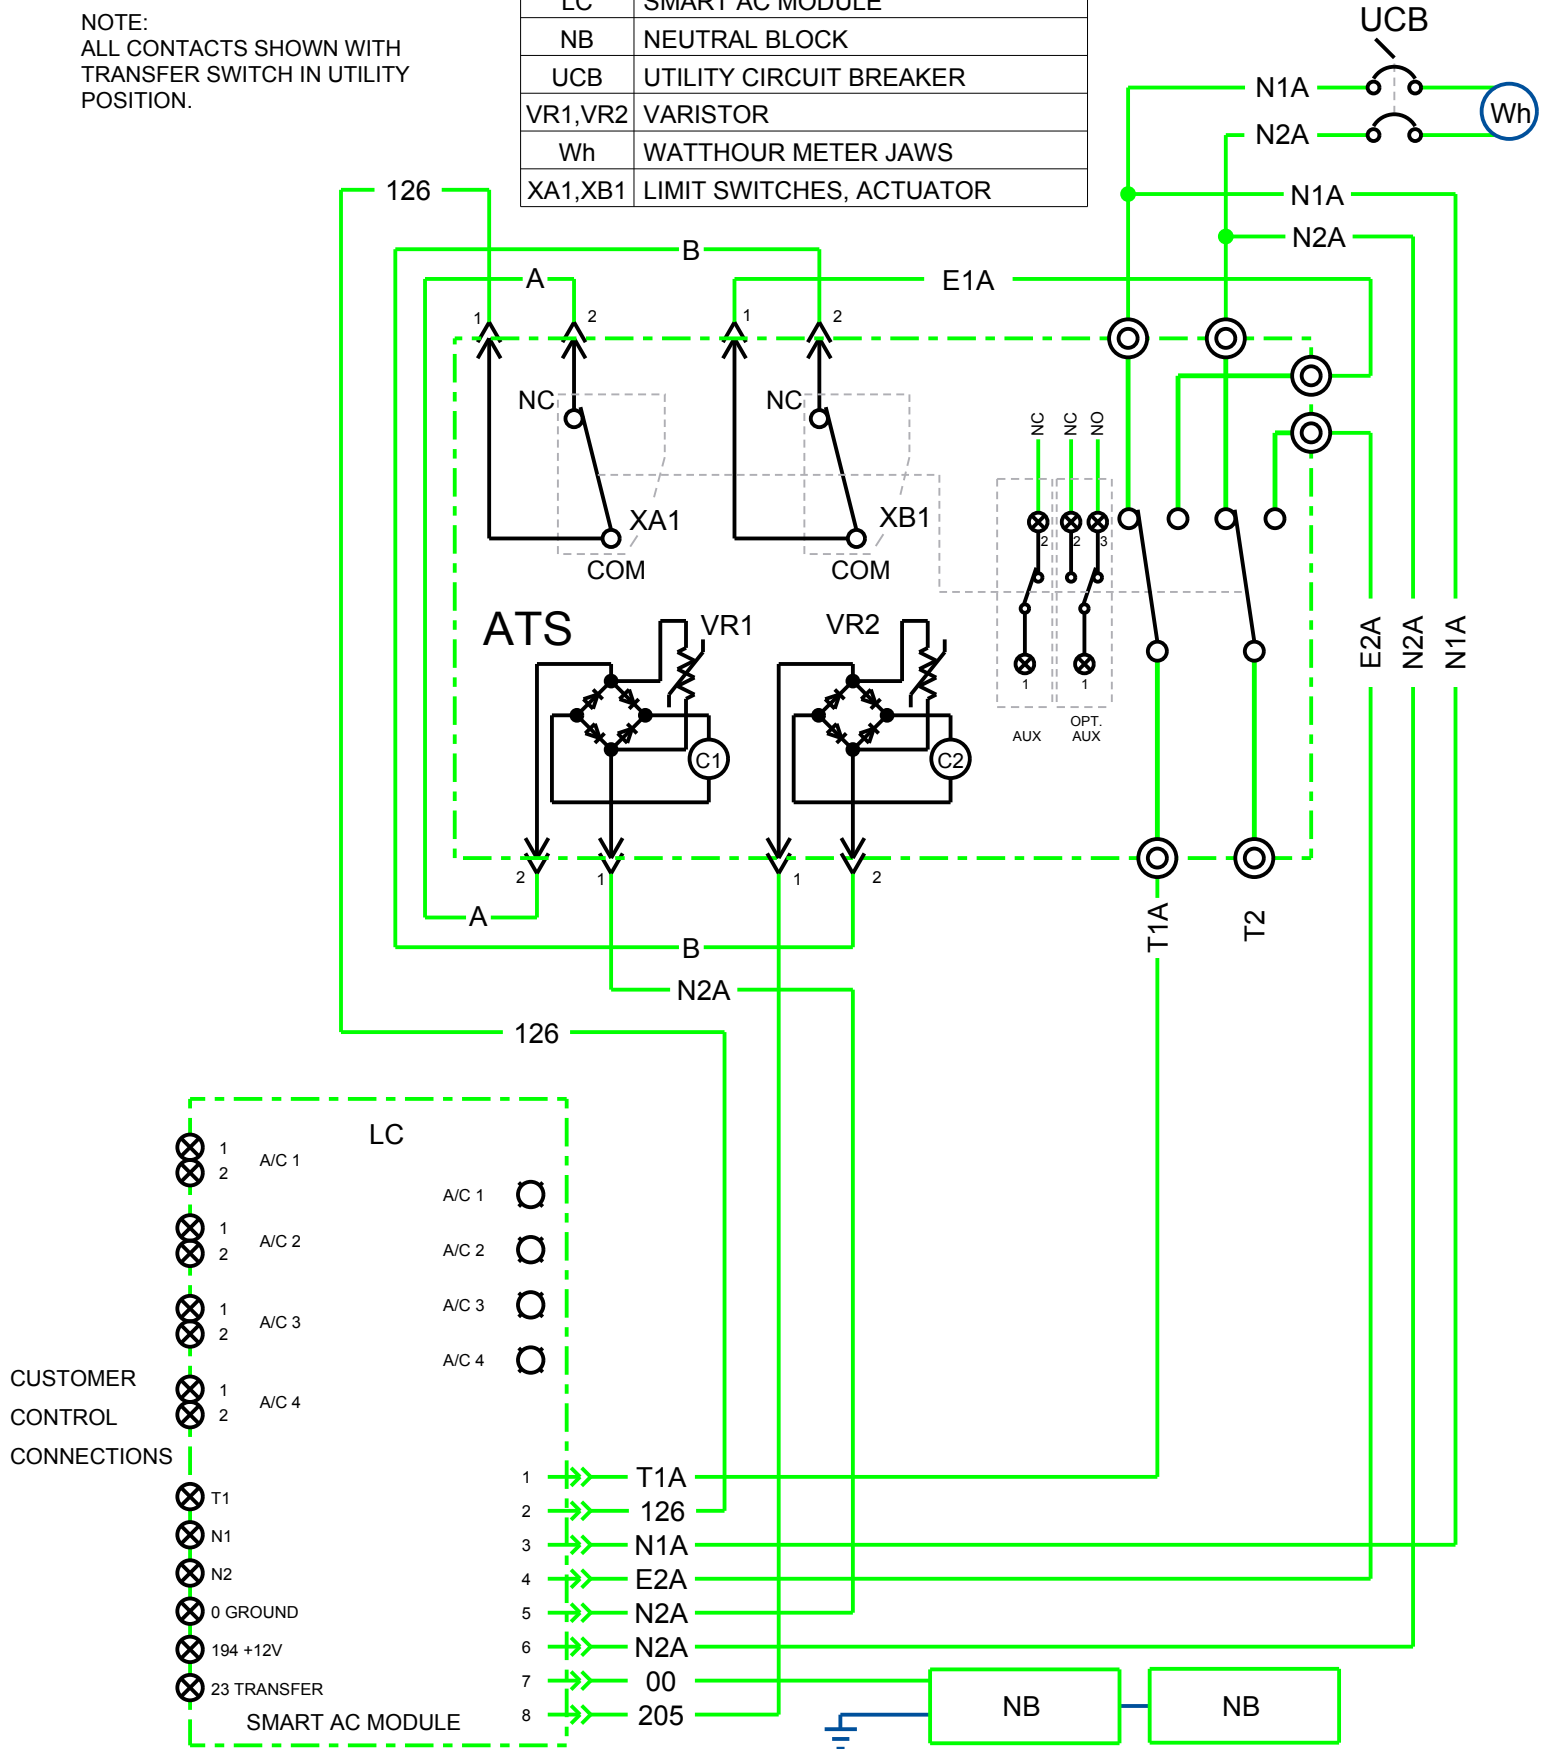 NOTE:
ALL CONTACTS SHOWN WITH
TRANSFER SWITCH IN UTILITY
POSITION.
LC SMART AC MODULE
NB NEUTRAL BLOCK
UCB UTILITY CIRCUIT BREAKER
VR1,VR2 VARISTOR
Wh WATTHOUR METER JAWS
XA1,XB1 LIMIT SWITCHES, ACTUATOR
UCB
N1A
Wh
N2A
126
N1A
N2A
B
A
E1A
1
2
1
2
NC
NC
NC
NC
NO
XA1
XB1
2
2
3
COM
COM
ATS
VR1
VR2
E2A
N2A
N1A
1
1
OPT.
AUX
AUX
C1
C2
2
1
1
2
A
T1A
T2
B
N2A
126
LC
1
2
A/C 1
A/C 1
1
2
A/C 2
A/C 2
1
2
A/C 3
A/C 3
A/C 4
1
2
A/C 4
CUSTOMER
CONTROL
CONNECTIONS
T1
N1
N2
0 GROUND
194 +12V
23 TRANSFER
SMART AC MODULE
1 T1A
2 126
3 N1A
4 E2A
5 N2A
6 N2A
7 00
8 205
NB
NB